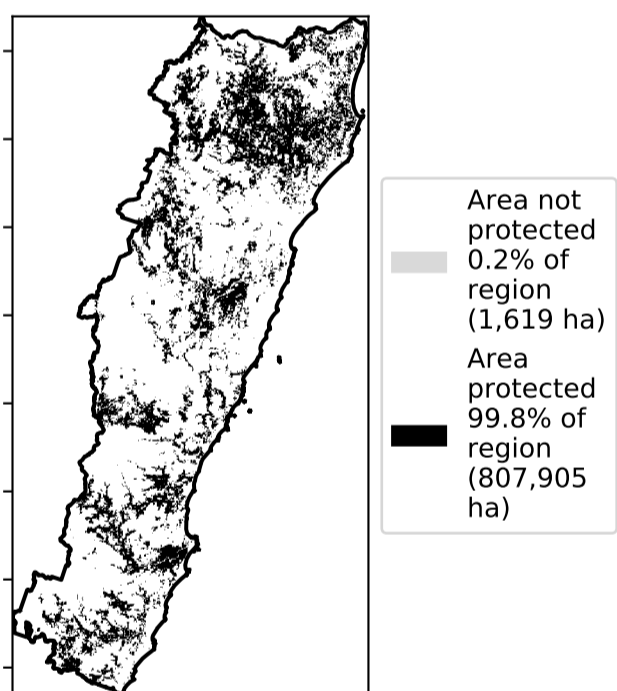 Area not
protected
0.2% of
region
(1,619 ha)
Area
protected
99.8% of
region
(807,905
ha)